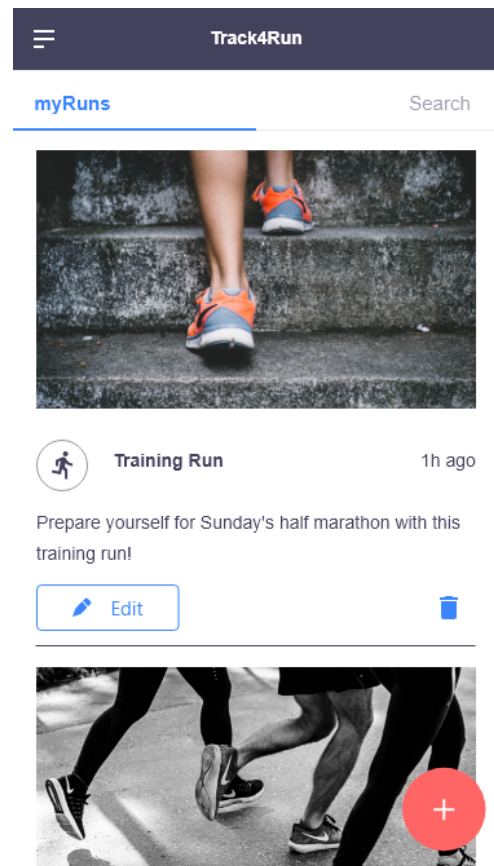 Track4Run
myRuns
Search
Training Run
1h ago
Prepare yourself for Sunday's half marathon with this
training run!
Edit
+